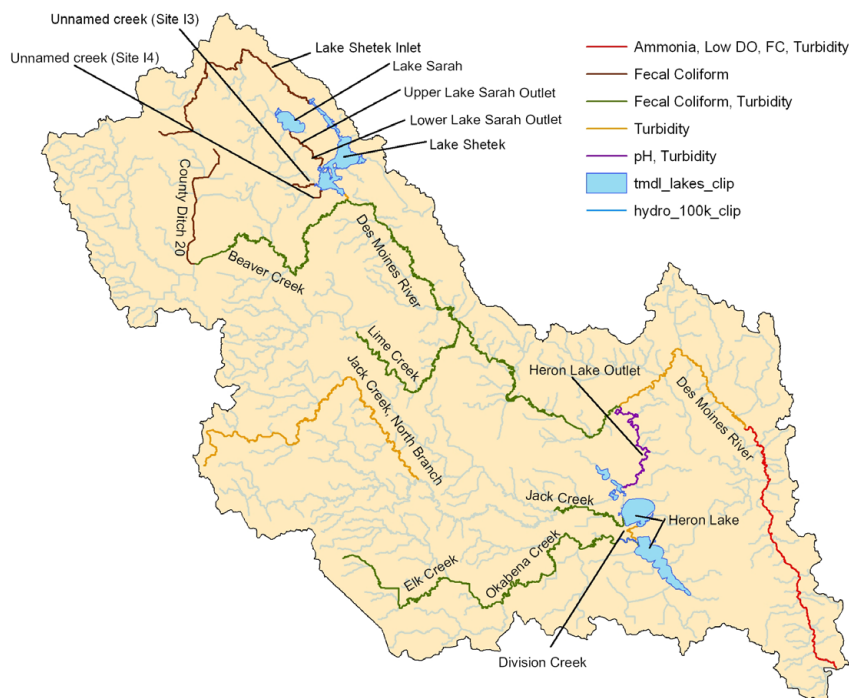 Unnamed creek (Site I3)
Unnamed creek (Site I4)
Lake Shetek Inlet
Lake Sarah
Upper Lake Sarah Outlet
Lower Lake Sarah Outlet
Lake Shetek
Ammonia, Low DO, FC, Turbidity
Fecal Coliform
Fecal Coliform, Turbidity
Turbidity
pH, Turbidity
tmdl_lakes_clip
hydro_100k_clip
County Ditch 20
Beaver Creek
Des Moines River
Lime Creek
Jack Creek, North Branch
Heron Lake Outlet
Des Moines River
Jack Creek
Heron Lake
Elk Creek
Okabena Creek
Division Creek